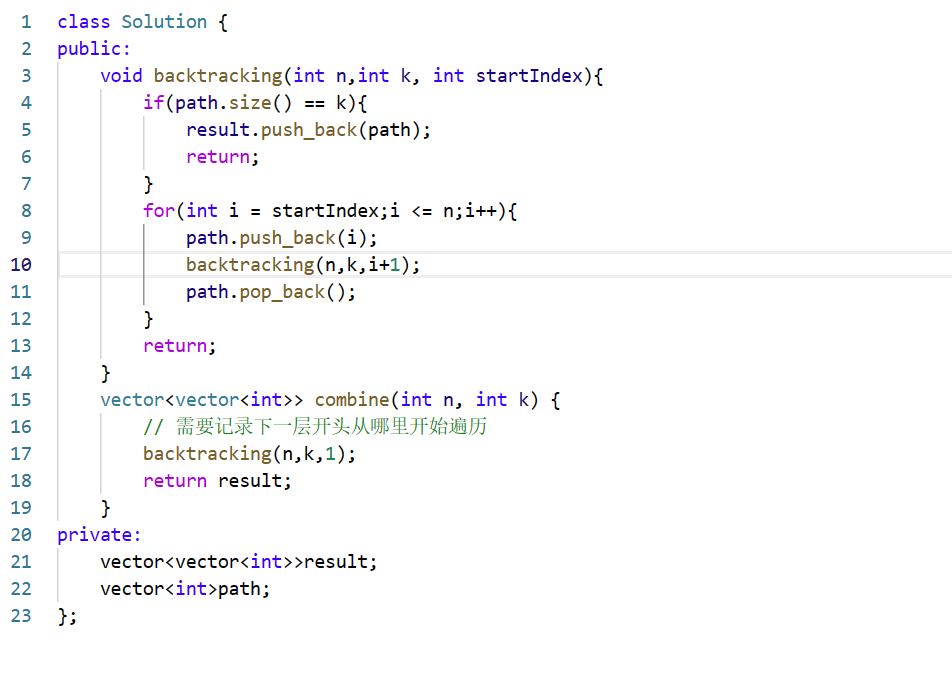 1 class Solution {
2 public:
3     void backtracking(int n,int k, int startIndex){
4         if(path.size() == k){
5             result.push_back(path);
6             return;
7         }
8         for(int i = startIndex;i <= n;i++){
9             path.push_back(i);
10             backtracking(n,k,i+1);
11             path.pop_back();
12         }
13         return;
14     }
15     vector<vector<int>> combine(int n, int k) {
16         // 需要记录下一层开头从哪里开始遍历
17         backtracking(n,k,1);
18         return result;
19     }
20 private:
21     vector<vector<int>>result;
22     vector<int>path;
23 };